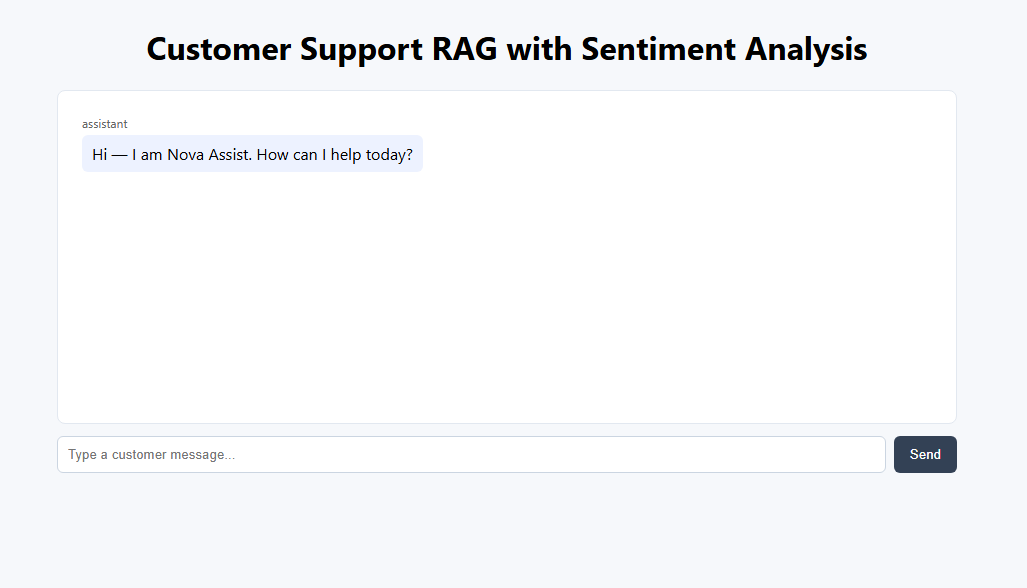 Customer Support RAG with Sentiment Analysis
assistant
Hi — I am Nova Assist. How can I help today?
Type a customer message...
Send